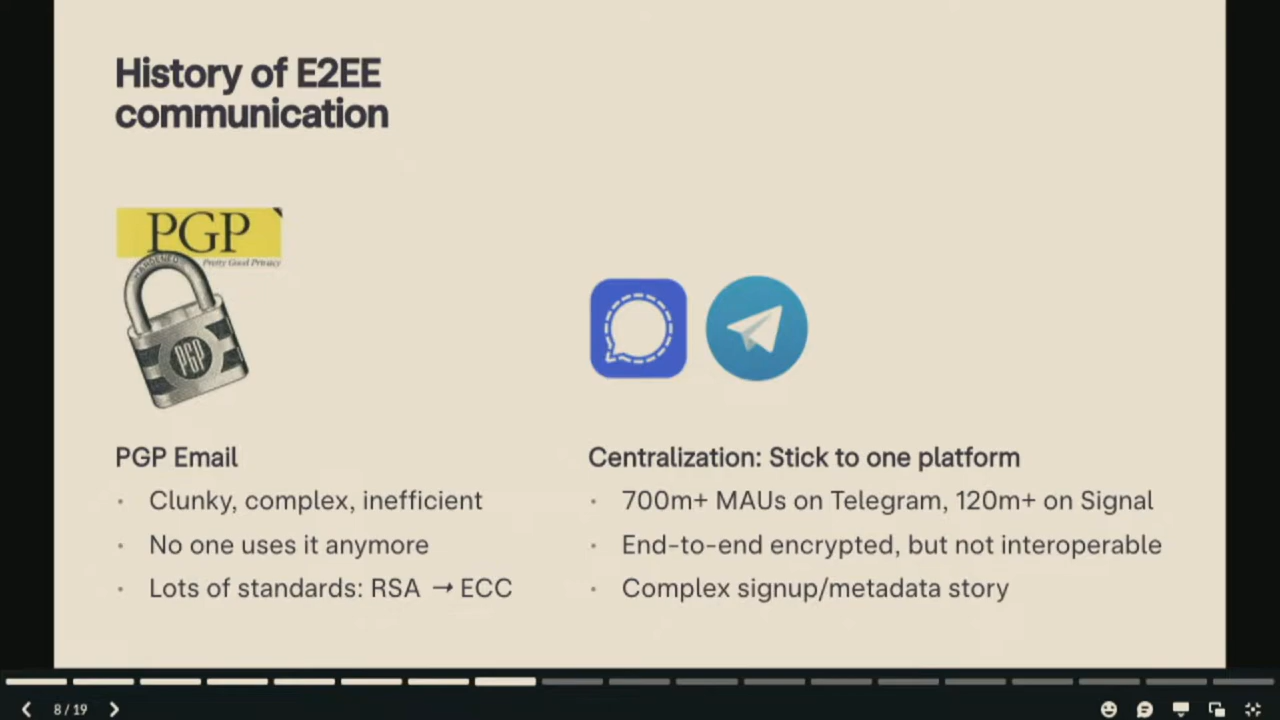 History of E2EE
communication
PGP
Pretty Good Privacy
PGP
PGP Email
· Clunky, complex, inefficient
· No one uses it anymore
· Lots of standards: RSA → ECC
Centralization: Stick to one platform
· 700m+ MAUs on Telegram, 120m+ on Signal
· End-to-end encrypted, but not interoperable
· Complex signup/metadata story
8 / 19